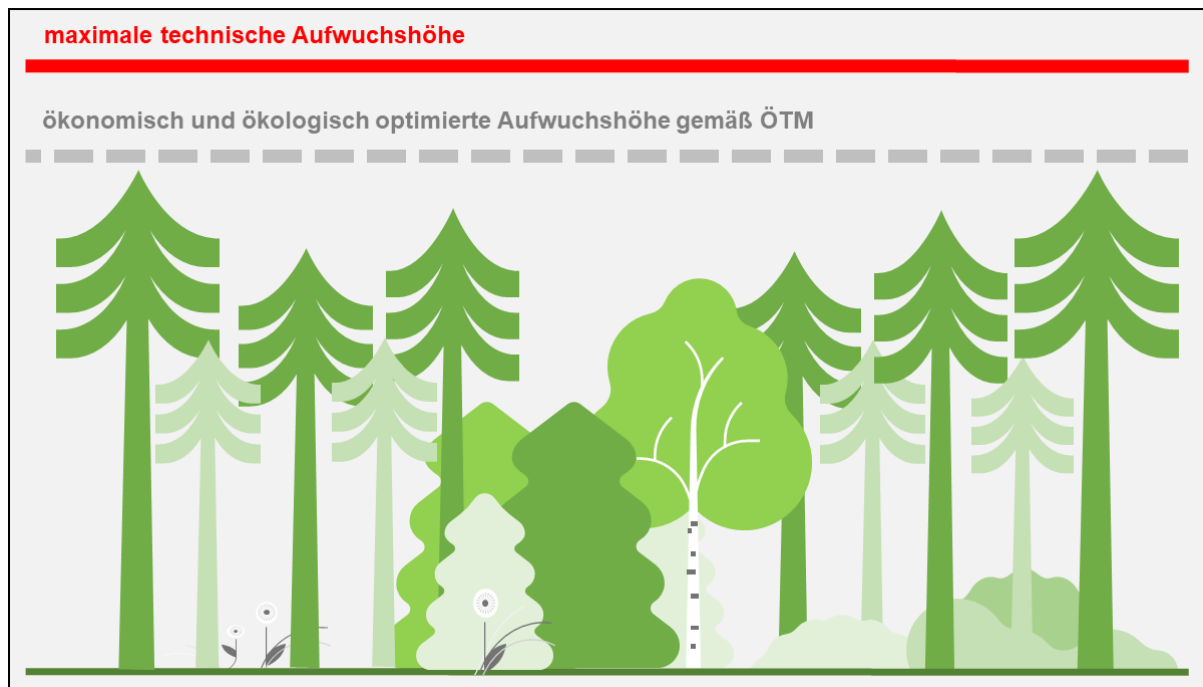 maximale technische Aufwuchshöhe
ökonomisch und ökologisch optimierte Aufwuchshöhe gemäß ÖTM